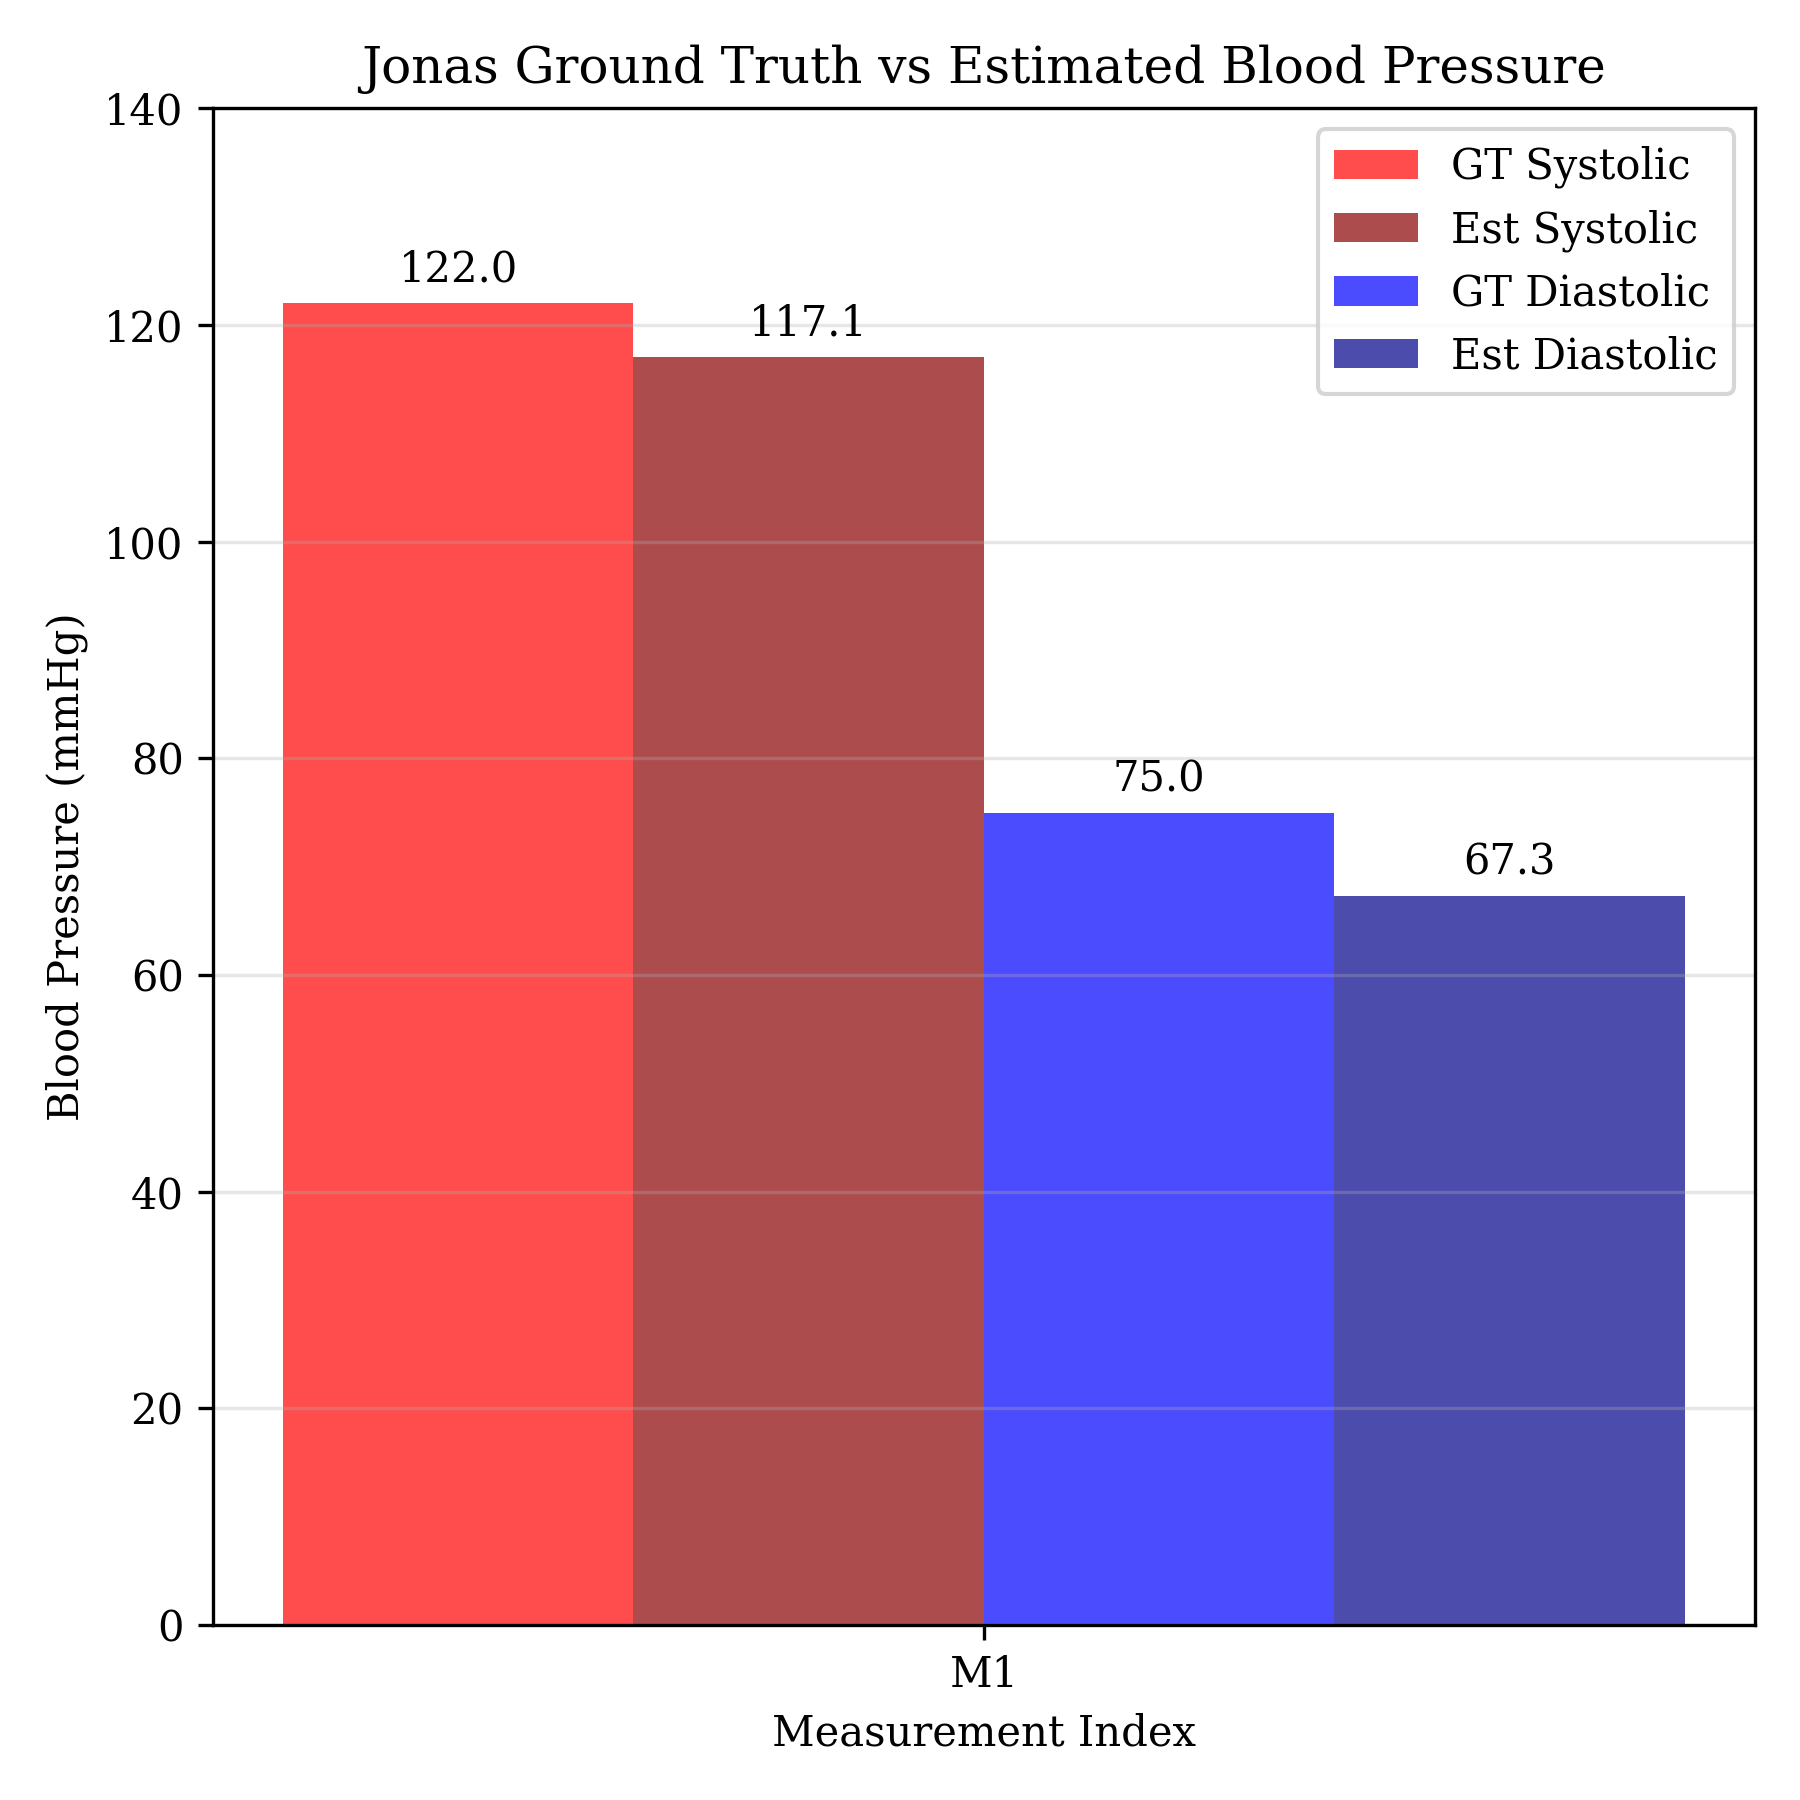 Jonas Ground Truth vs Estimated Blood Pressure
140
120
100
80
60
40
20
0
Blood Pressure (mmHg)
GT Systolic
Est Systolic
GT Diastolic
Est Diastolic
122.0
117.1
75.0
67.3
M1
Measurement Index